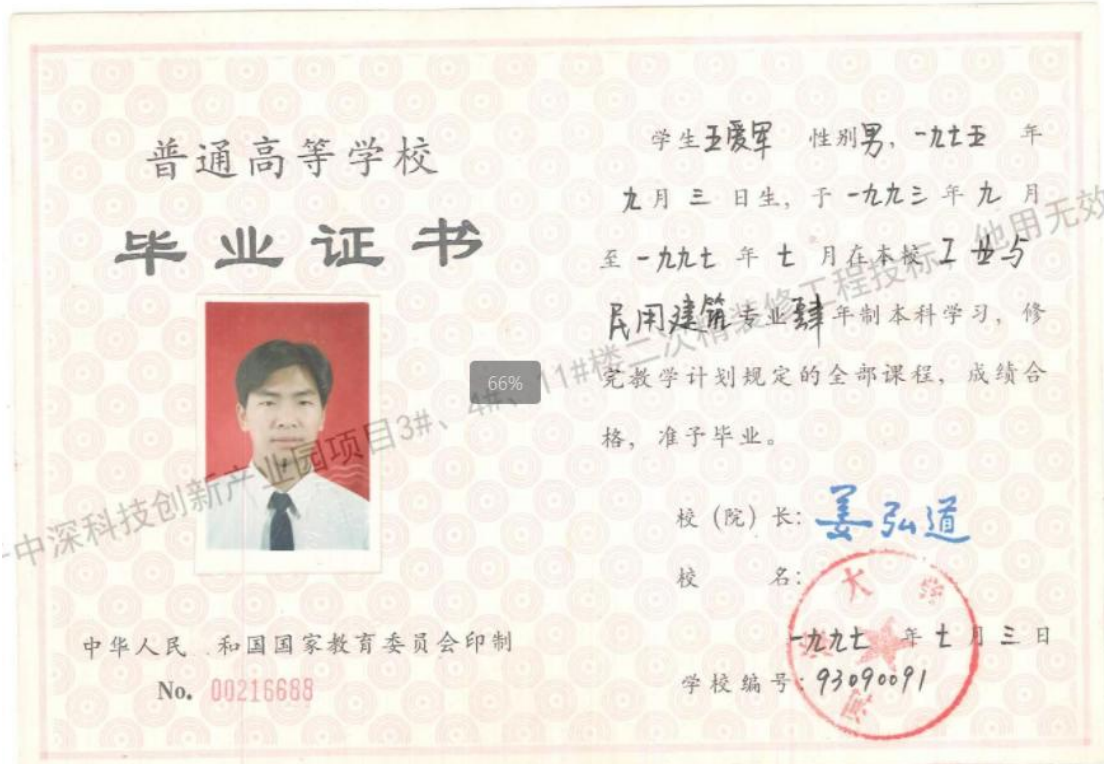 普通高等学校
毕业证书
中华人民 和国国家教育委员会印制
No. 00216688
学生王爱军 性别男，一九七五 年
九月 三 日生，于一九九三年九 月
至一九九七 年 七 月在本校工业与
民用建筑专业肆年制本科学习，修
完教学计划规定的全部课程，成绩合
格，准予毕业。
校（院）长：姜弘道
校 名：
河海大学
一九九七 年七月三日
学校编号：93090091
中深科技创新产业园项目3#、4#、11#楼二次精装修工程投标，他用无效
66%